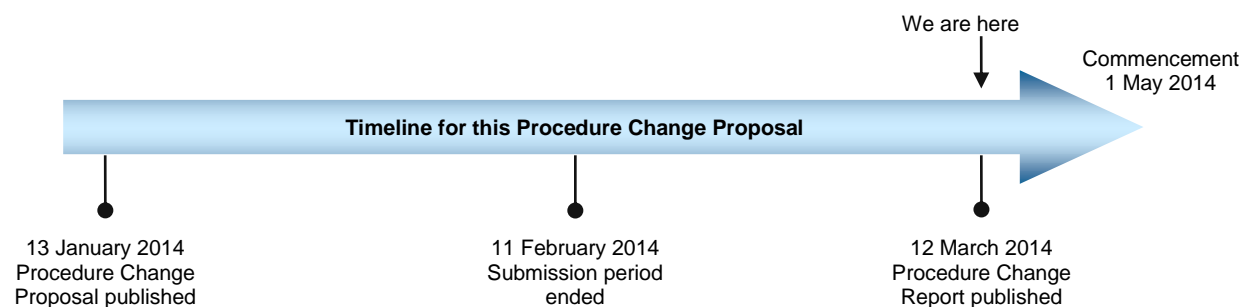 We are here
Commencement
1 May 2014
Timeline for this Procedure Change Proposal
13 January 2014
Procedure Change
Proposal published
11 February 2014
Submission period
ended
12 March 2014
Procedure Change
Report published